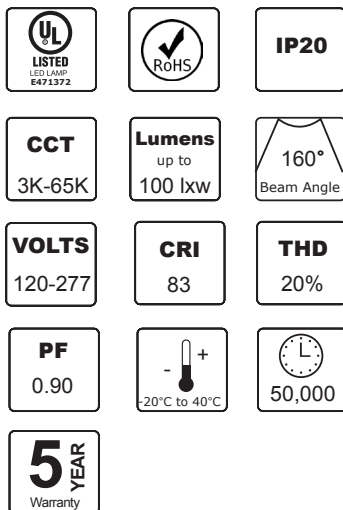 UL
LISTED
LED LAMP
E471372
RoHS
IP20
CCT
3K-65K
Lumens
up to
100 lxw
160°
Beam Angle
VOLTS
120-277
CRI
83
THD
20%
PF
0.90
- +
-20°C to 40°C
50,000
5 YEAR
Warranty